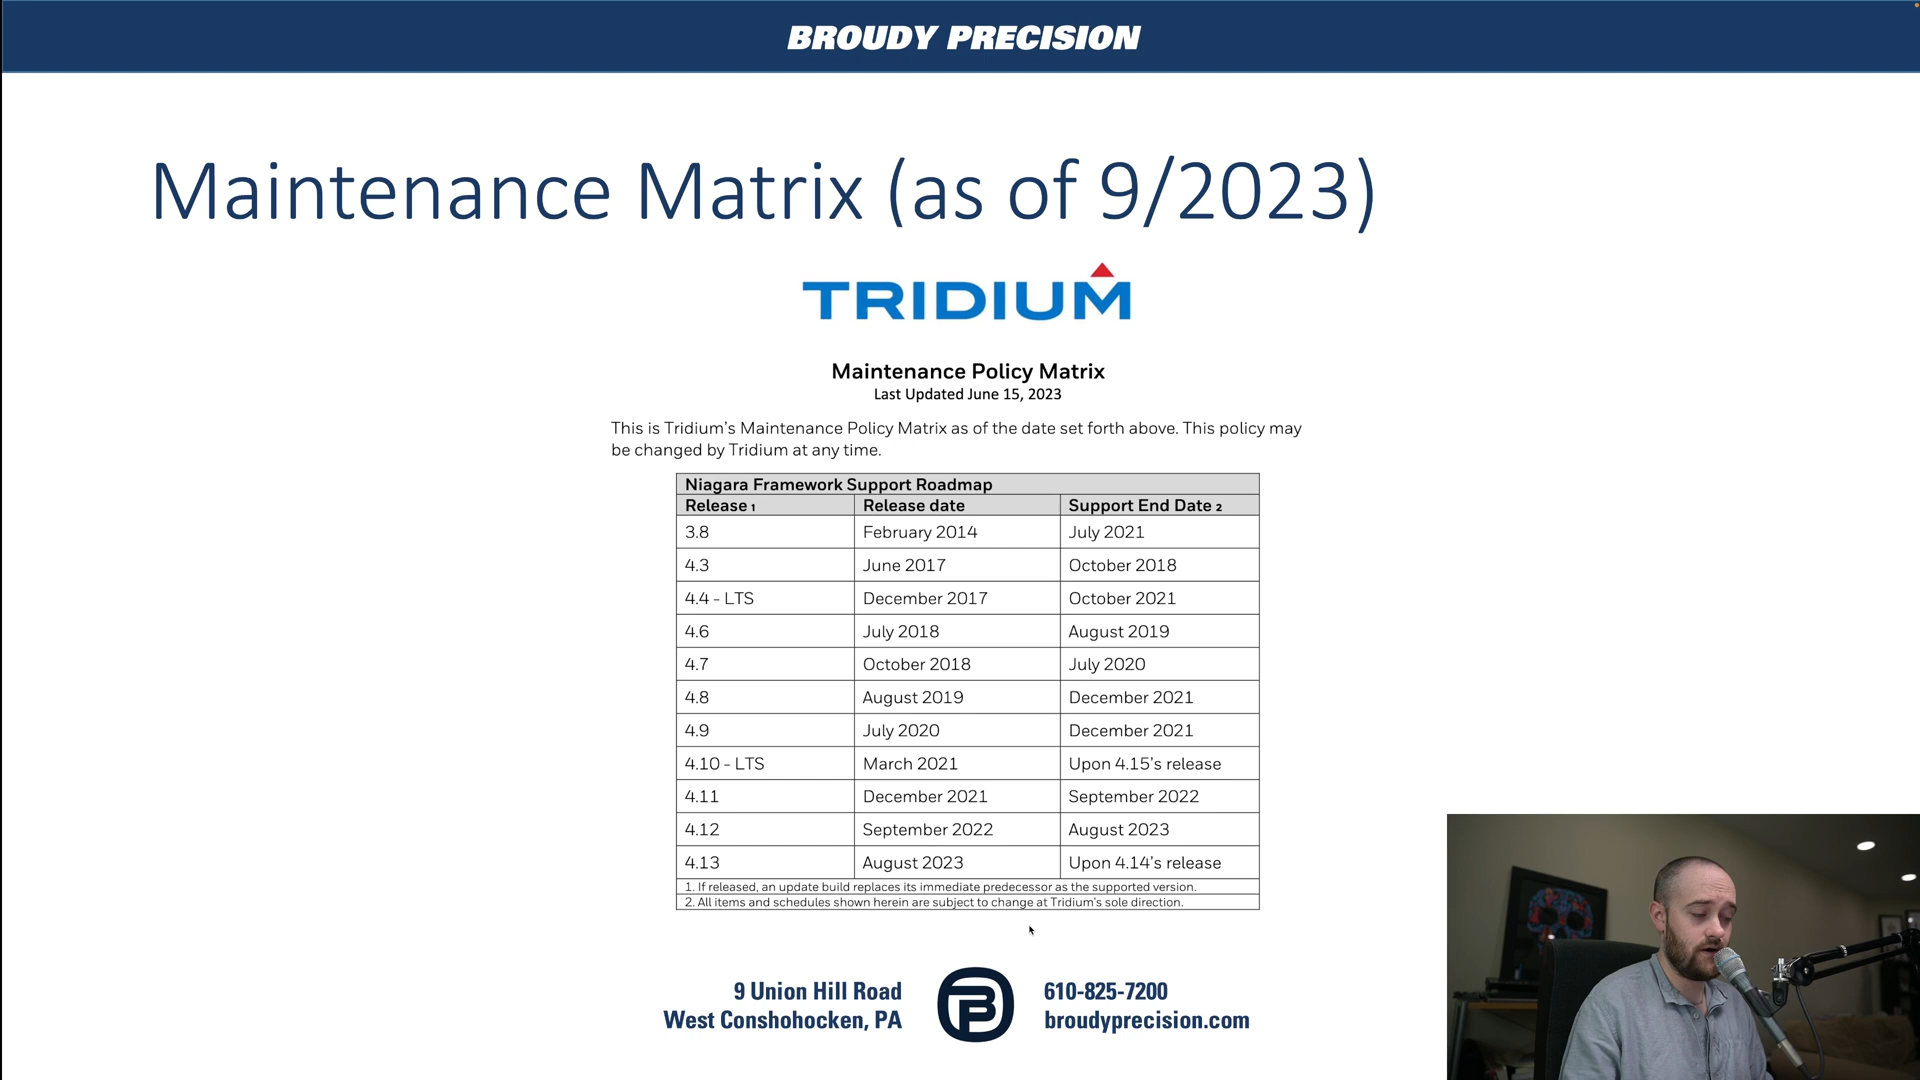 BROUDY PRECISION
Maintenance Matrix (as of 9/2023)
TRIDIUM
Maintenance Policy Matrix
Last Updated June 15, 2023
This is Tridium's Maintenance Policy Matrix as of the date set forth above. This policy may
be changed by Tridium at any time.
Niagara Framework Support Roadmap
Release 1 Release date Support End Date 2
3.8 February 2014 July 2021
4.3 June 2017 October 2018
4.4 - LTS December 2017 October 2021
4.6 July 2018 August 2019
4.7 October 2018 July 2020
4.8 August 2019 December 2021
4.9 July 2020 December 2021
4.10 - LTS March 2021 Upon 4.15's release
4.11 December 2021 September 2022
4.12 September 2022 August 2023
4.13 August 2023 Upon 4.14's release
1. If released, an update build replaces its immediate predecessor as the supported version.
2. All items and schedules shown herein are subject to change at Tridium's sole direction.
9 Union Hill Road
West Conshohocken, PA
610-825-7200
broudyprecision.com